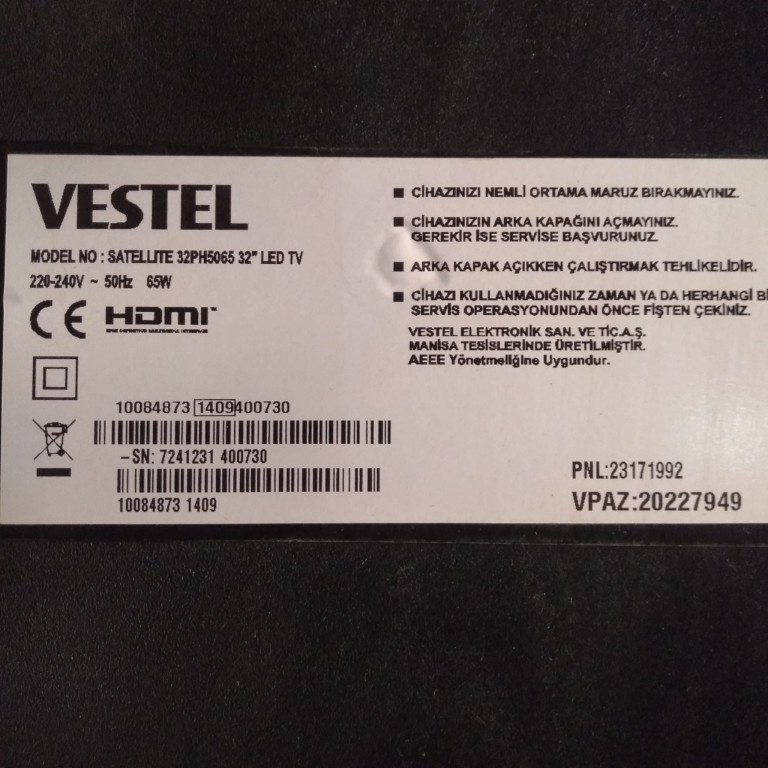 VESTEL
MODEL NO : SATELLITE 32PH5065 32" LED TV
220-240V ~ 50Hz 65W
CE HDMI
10084873 1409400730
-SN: 7241231 400730
10084873 1409
■ CİHAZINIZI NEMLİ ORTAMA MARUZ BIRAKMAYINIZ.
■ CİHAZINIZIN ARKA KAPAĞINI AÇMAYINIZ.
GEREKİR İSE SERVİSE BAŞVURUNUZ.
■ ARKA KAPAK AÇIKKEN ÇALIŞTIRMAK TEHLİKELİDİR.
■ CİHAZI KULLANMADIĞINIZ ZAMAN YA DA HERHANGİ Bİ
SERVİS OPERASYONUNDAN ÖNCE FİŞTEN ÇEKİNİZ.
VESTEL ELEKTRONİK SAN. VE TİC.A.Ş.
MANİSA TESİSLERİNDE ÜRETİLMİŞTİR.
AEEE Yönetmeliğine Uygundur.
PNL:23171992
VPAZ:20227949